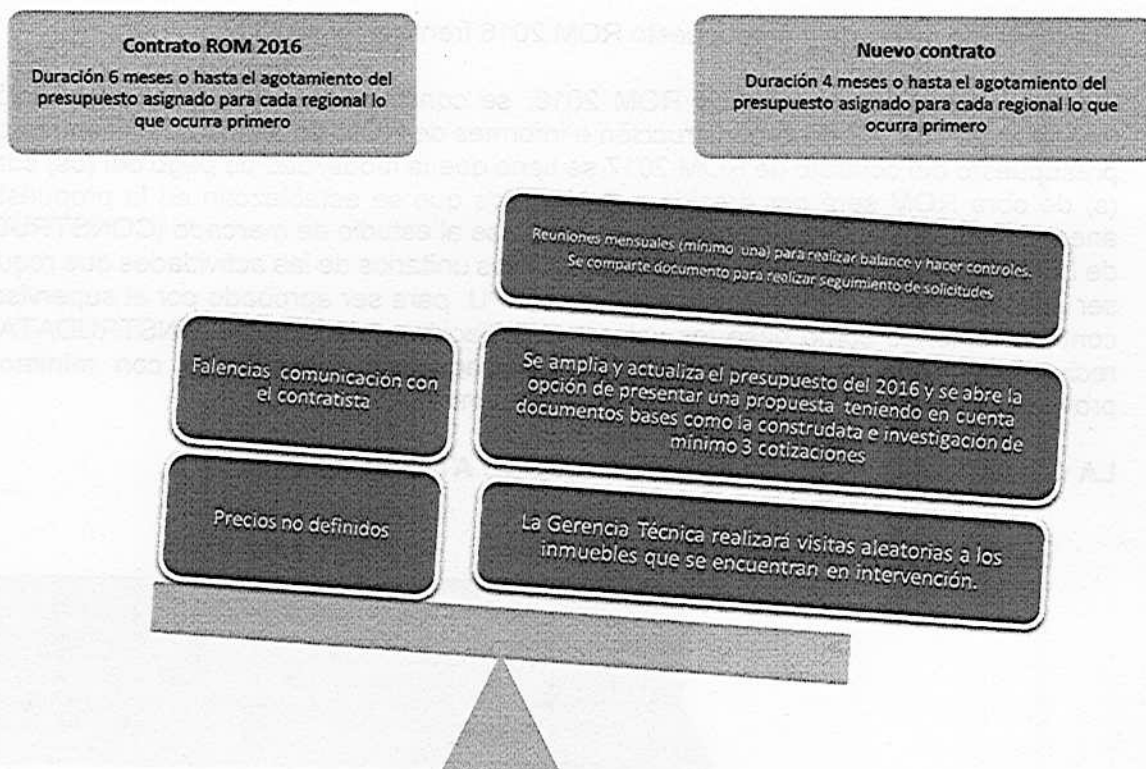 Contrato ROM 2016
Duración 6 meses o hasta el agotamiento del
presupuesto asignado para cada regional lo
que ocurra primero
Nuevo contrato
Duración 4 meses o hasta el agotamiento del
presupuesto asignado para cada regional lo que
ocurra primero
Reuniones mensuales (mínimo una) para realizar balance y hacer controles.
Se comparte documento para realizar seguimiento de solicitudes
Falencias comunicación con
el contratista
Se amplia y actualiza el presupuesto del 2016 y se abre la
opción de presentar una propuesta teniendo en cuenta
documentos bases como la construdata e investigación de
mínimo 3 cotizaciones
Precios no definidos
La Gerencia Técnica realizará visitas aleatorias a los
inmuebles que se encuentran en intervención.